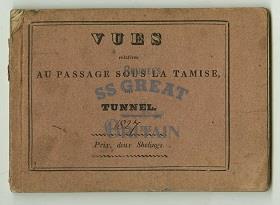 VUES
relatives
AU PASSAGE SOUS LA TAMISE,
SS GREAT
TUNNEL.
BRITAIN
1827
Prix, deux Shelings